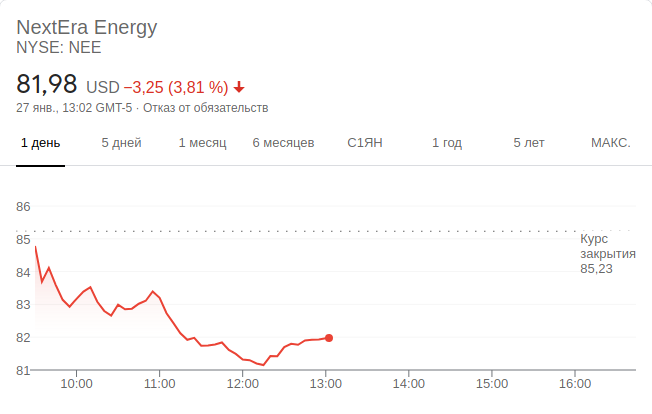 NextEra Energy
NYSE: NEE
81,98 USD −3,25 (3,81 %)
27 янв., 13:02 GMT-5 · Отказ от обязательств
1 день 5 дней 1 месяц 6 месяцев С1ЯН 1 год 5 лет МАКС.
86
85
84
83
82
81
Курс
закрытия
85,23
10:00 11:00 12:00 13:00 14:00 15:00 16:00